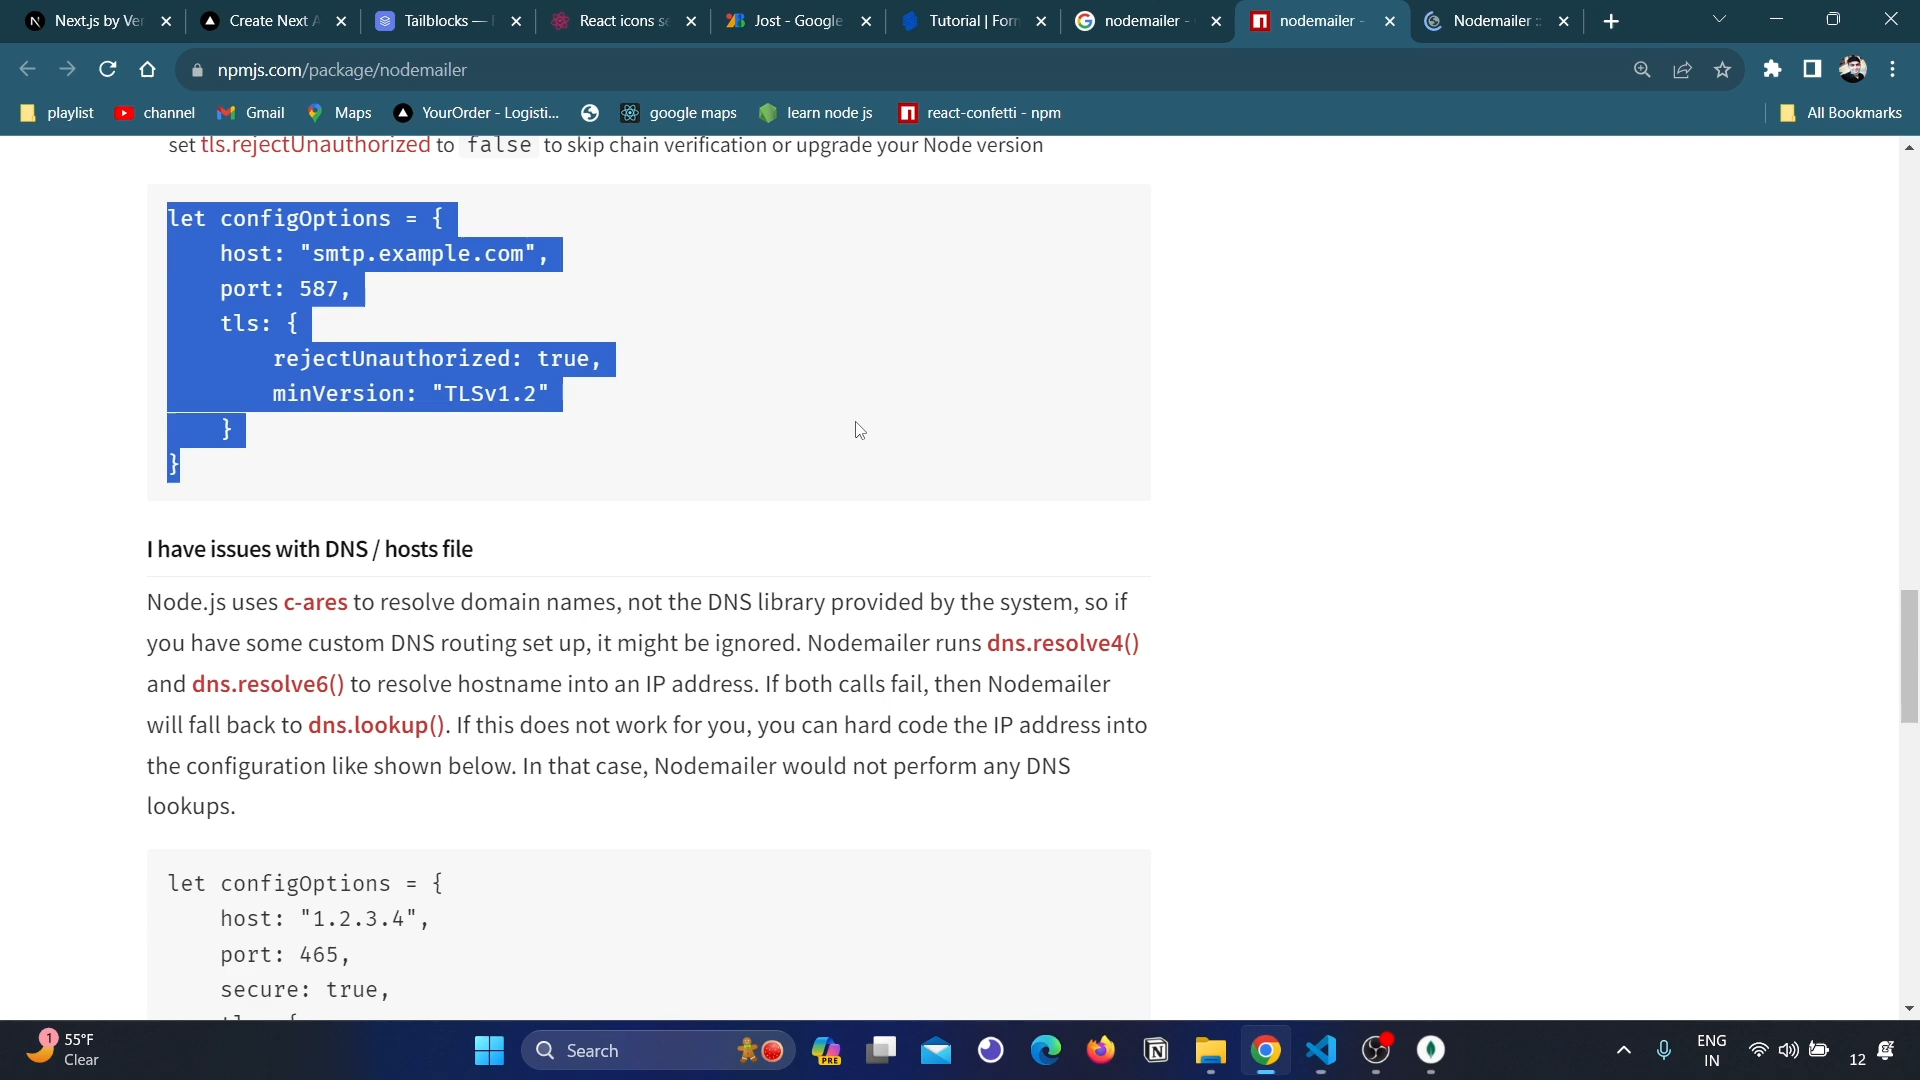 Next.js by Ver
Create Next A
Tailblocks —
React icons se
Jost - Google
Tutorial | Form
nodemailer -
nodemailer -
Nodemailer ::
npmjs.com/package/nodemailer
playlist
channel
Gmail
Maps
YourOrder - Logisti...
google maps
learn node js
react-confetti - npm
All Bookmarks
set tls.rejectUnauthorized to false to skip chain verification or upgrade your Node version
let configOptions = {
host: "smtp.example.com",
port: 587,
tls: {
rejectUnauthorized: true,
minVersion: "TLSv1.2"
}
}
I have issues with DNS / hosts file
Node.js uses c-ares to resolve domain names, not the DNS library provided by the system, so if
you have some custom DNS routing set up, it might be ignored. Nodemailer runs dns.resolve4()
and dns.resolve6() to resolve hostname into an IP address. If both calls fail, then Nodemailer
will fall back to dns.lookup(). If this does not work for you, you can hard code the IP address into
the configuration like shown below. In that case, Nodemailer would not perform any DNS
lookups.
let configOptions = {
host: "1.2.3.4",
port: 465,
secure: true,
1
55°F
Clear
Search
PRE
ENG
IN
12